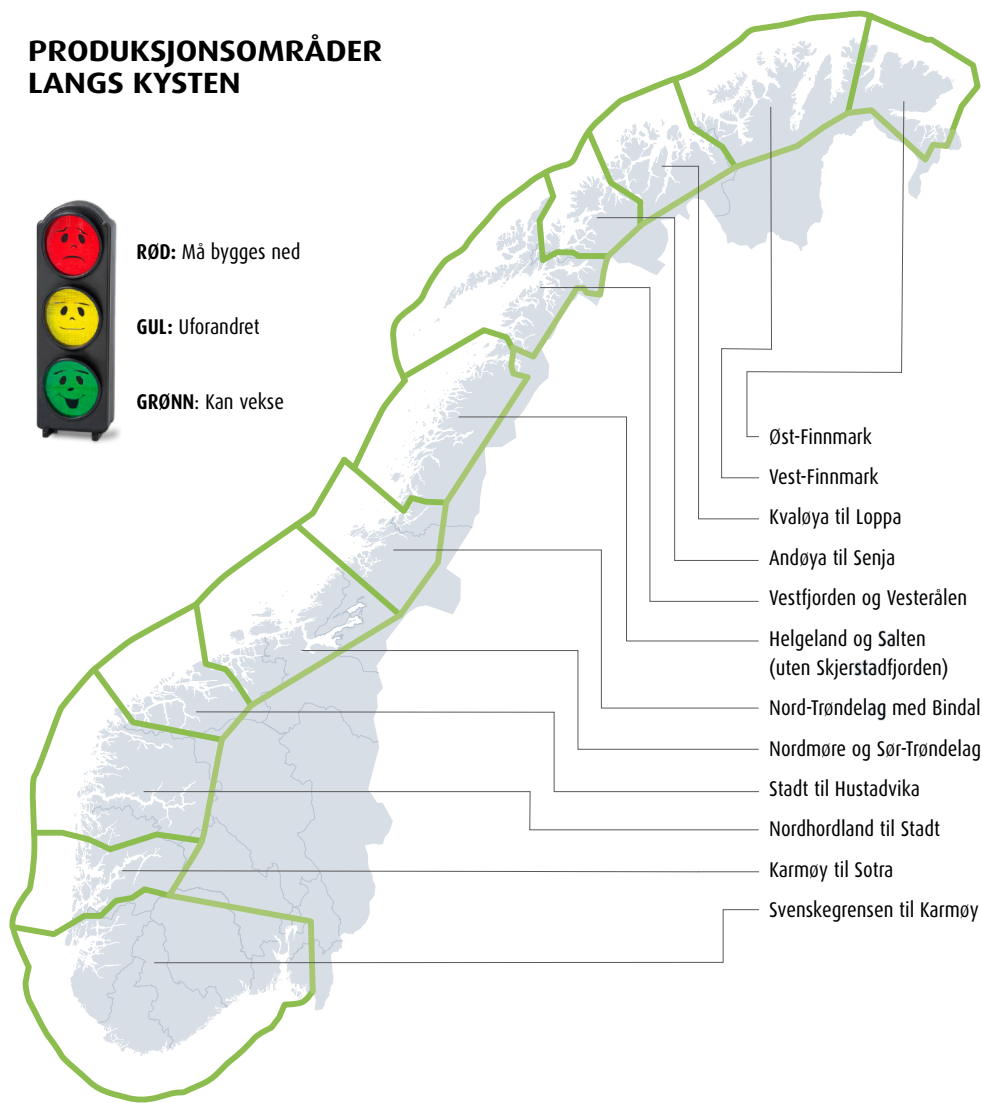 PRODUKSJONSOMRÅDER
LANGS KYSTEN
RØD: Må bygges ned
GUL: Uforandret
GRØNN: Kan vekse
Øst-Finnmark
Vest-Finnmark
Kvaløya til Loppa
Andøya til Senja
Vestfjorden og Vesterålen
Helgeland og Salten
(uten Skjerstadfjorden)
Nord-Trøndelag med Bindal
Nordmøre og Sør-Trøndelag
Stadt til Hustadvika
Nordhordland til Stadt
Karmøy til Sotra
Svenskegrensen til Karmøy